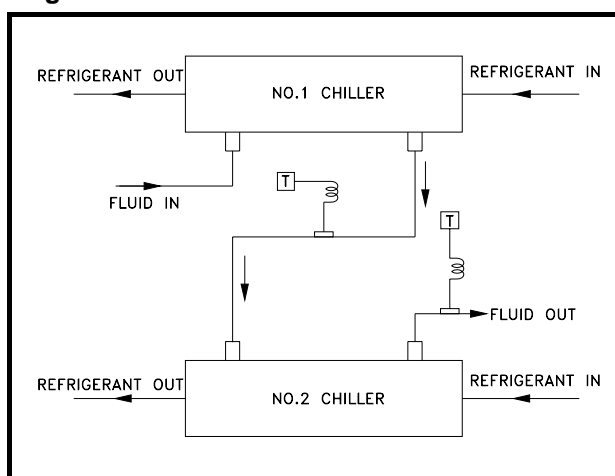 REFRIGERANT OUT
NO.1 CHILLER
REFRIGERANT IN
FLUID IN
T
T
FLUID OUT
REFRIGERANT OUT
NO.2 CHILLER
REFRIGERANT IN